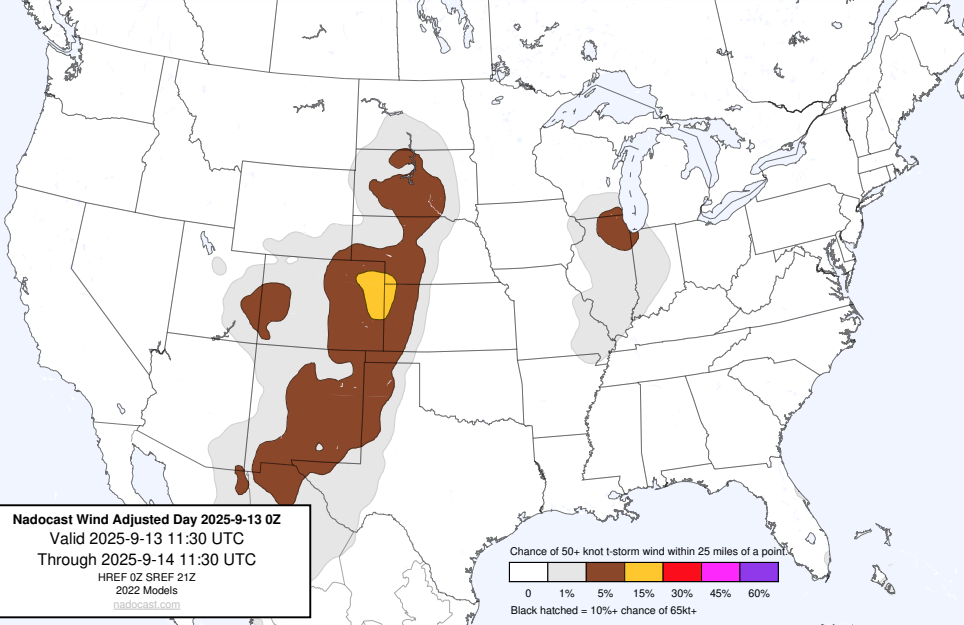 Nadocast Wind Adjusted Day 2025-9-13 0Z
Valid 2025-9-13 11:30 UTC
Through 2025-9-14 11:30 UTC
HREF 0Z SREF 21Z
2022 Models
nadocast.com
Chance of 50+ knot t-storm wind within 25 miles of a point.
0 1% 5% 15% 30% 45% 60%
Black hatched = 10%+ chance of 65kt+